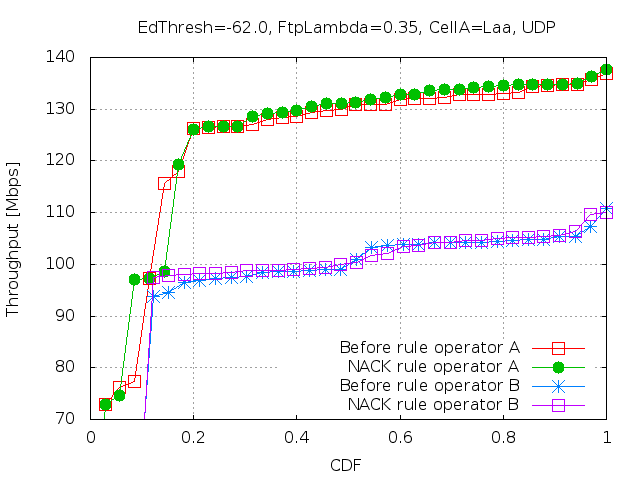 EdThresh=-62.0, FtpLambda=0.35, CellA=Laa, UDP
140
130
120
110
100
90
80
70
Throughput [Mbps]
Before rule operator A
NACK rule operator A
Before rule operator B
NACK rule operator B
0 0.2 0.4 0.6 0.8 1
CDF